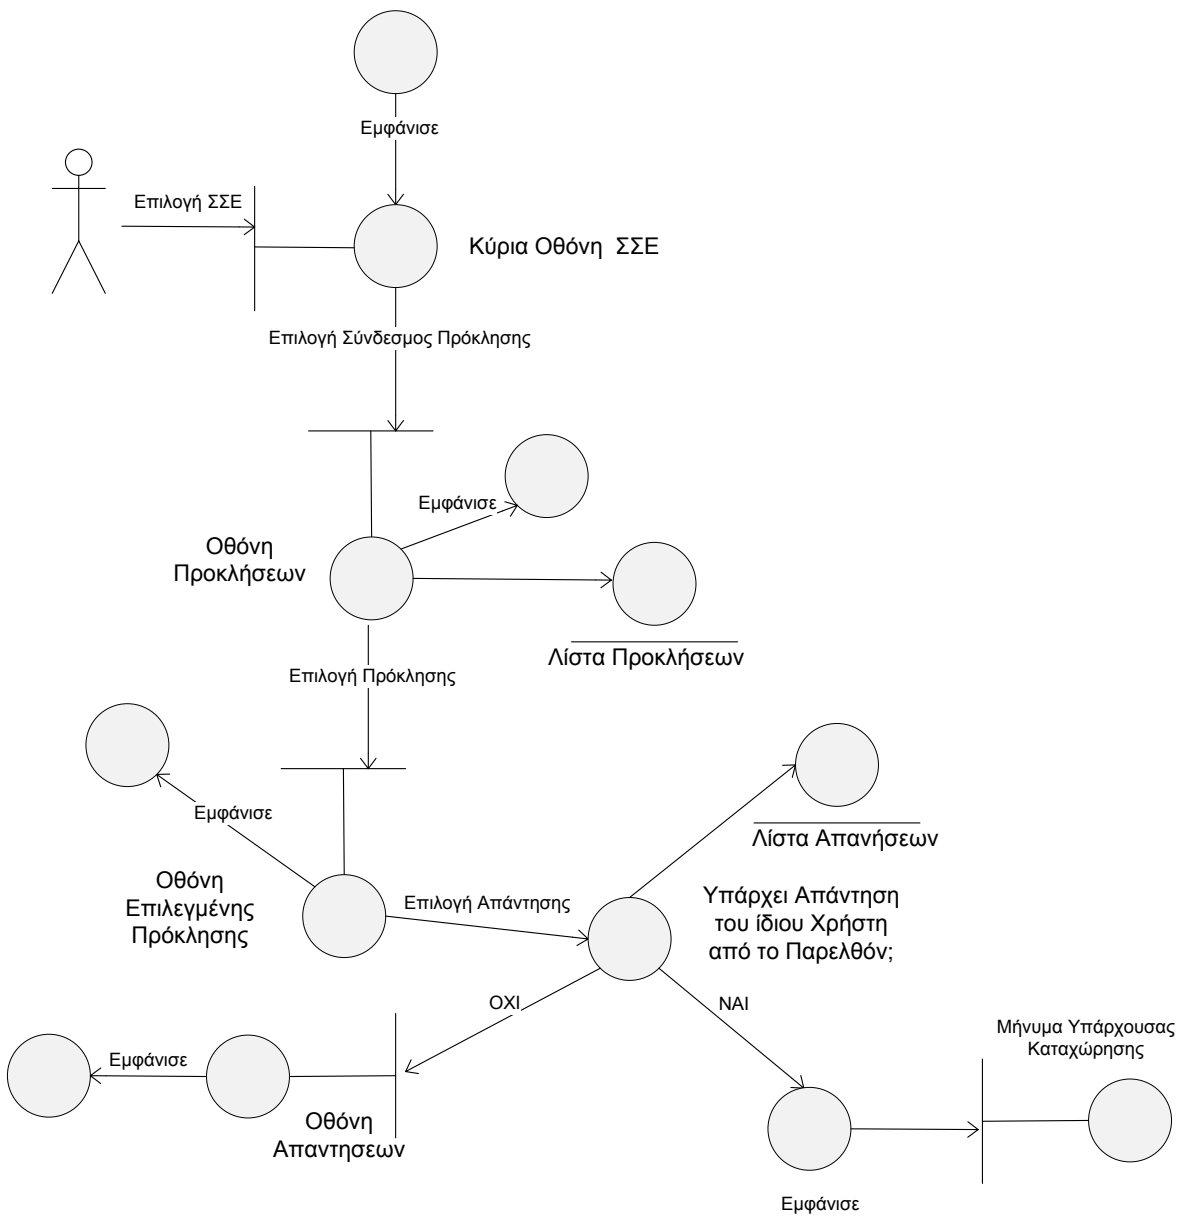 Εμφάνισε
Επιλογή ΣΣΕ
Κύρια Οθόνη ΣΣΕ
Επιλογή Σύνδεσμος Πρόκλησης
Εμφάνισε
Οθόνη
Προκλήσεων
Λίστα Προκλήσεων
Επιλογή Πρόκλησης
Εμφάνισε
Λίστα Απανήσεων
Οθόνη
Επιλεγμένης
Πρόκλησης
Επιλογή Απάντησης
Υπάρχει Απάντηση
του ίδιου Χρήστη
από το Παρελθόν;
ΟΧΙ
ΝΑΙ
Μήνυμα Υπάρχουσας
Καταχώρησης
Εμφάνισε
Οθόνη
Απαντησεων
Εμφάνισε